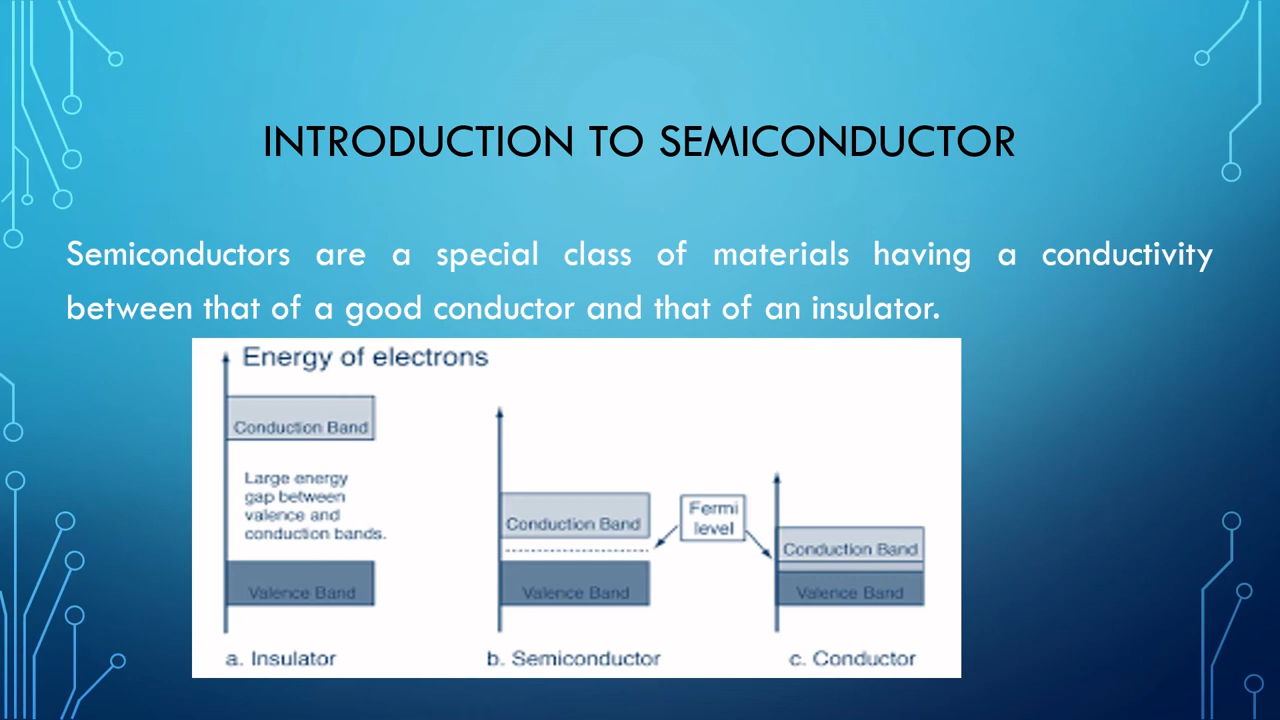 INTRODUCTION TO SEMICONDUCTOR
Semiconductors are a special class of materials having a conductivity
between that of a good conductor and that of an insulator.
Energy of electrons
Conduction Band
Large energy
gap between
valence and
conduction bands.
Valence Band
a. Insulator
Conduction Band
Valence Band
b. Semiconductor
Fermi
level
Conduction Band
Valence Band
c. Conductor